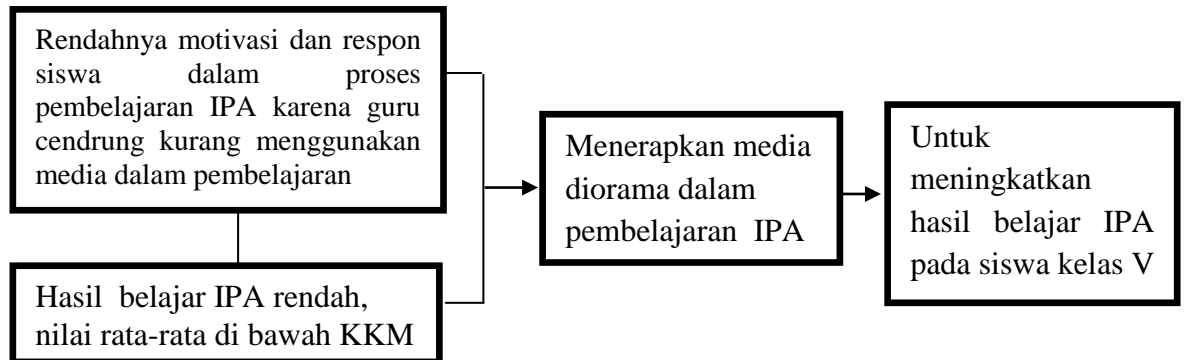 Rendahnya motivasi dan respon
siswa dalam proses
pembelajaran IPA karena guru
cendrung kurang menggunakan
media dalam pembelajaran
Hasil belajar IPA rendah,
nilai rata-rata di bawah KKM
Menerapkan media
diorama dalam
pembelajaran IPA
Untuk
meningkatkan
hasil belajar IPA
pada siswa kelas V